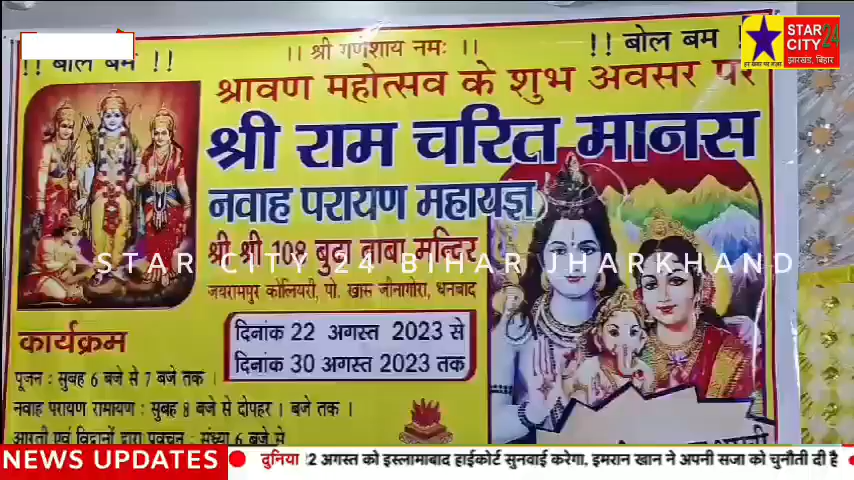 !! बोल बम !!
।। श्री गणेशाय नमः ।।
!! बोल बम
STAR CITY 24
झारखंड, बिहार
श्रावण महोत्सव के शुभ अवसर पर
श्री राम चरित मानस
नवाह परायण महायज्ञ
श्री श्री 108 बुढा बाबा मन्दिर
STAR CITY 24 BIHAR JHARKHAND
जयरामपुर कोलियरी, पो. खास जीनागोरा, धनबाद
दिनांक 22 अगस्त 2023 से
दिनांक 30 अगस्त 2023 तक
कार्यक्रम
पूजन : सुबह 6 बजे से 7 बजे तक ।
नवाह परायण रामायण : सुबह 8 बजे से दोपहर 1 बजे तक ।
आरती एवं विद्वानों द्वारा प्रवचन : संध्या 6 बजे से
NEWS UPDATES
दुनिया
2 अगस्त को इस्लामाबाद हाईकोर्ट सुनवाई करेगा, इमरान खान ने अपनी सजा को चुनौती दी है